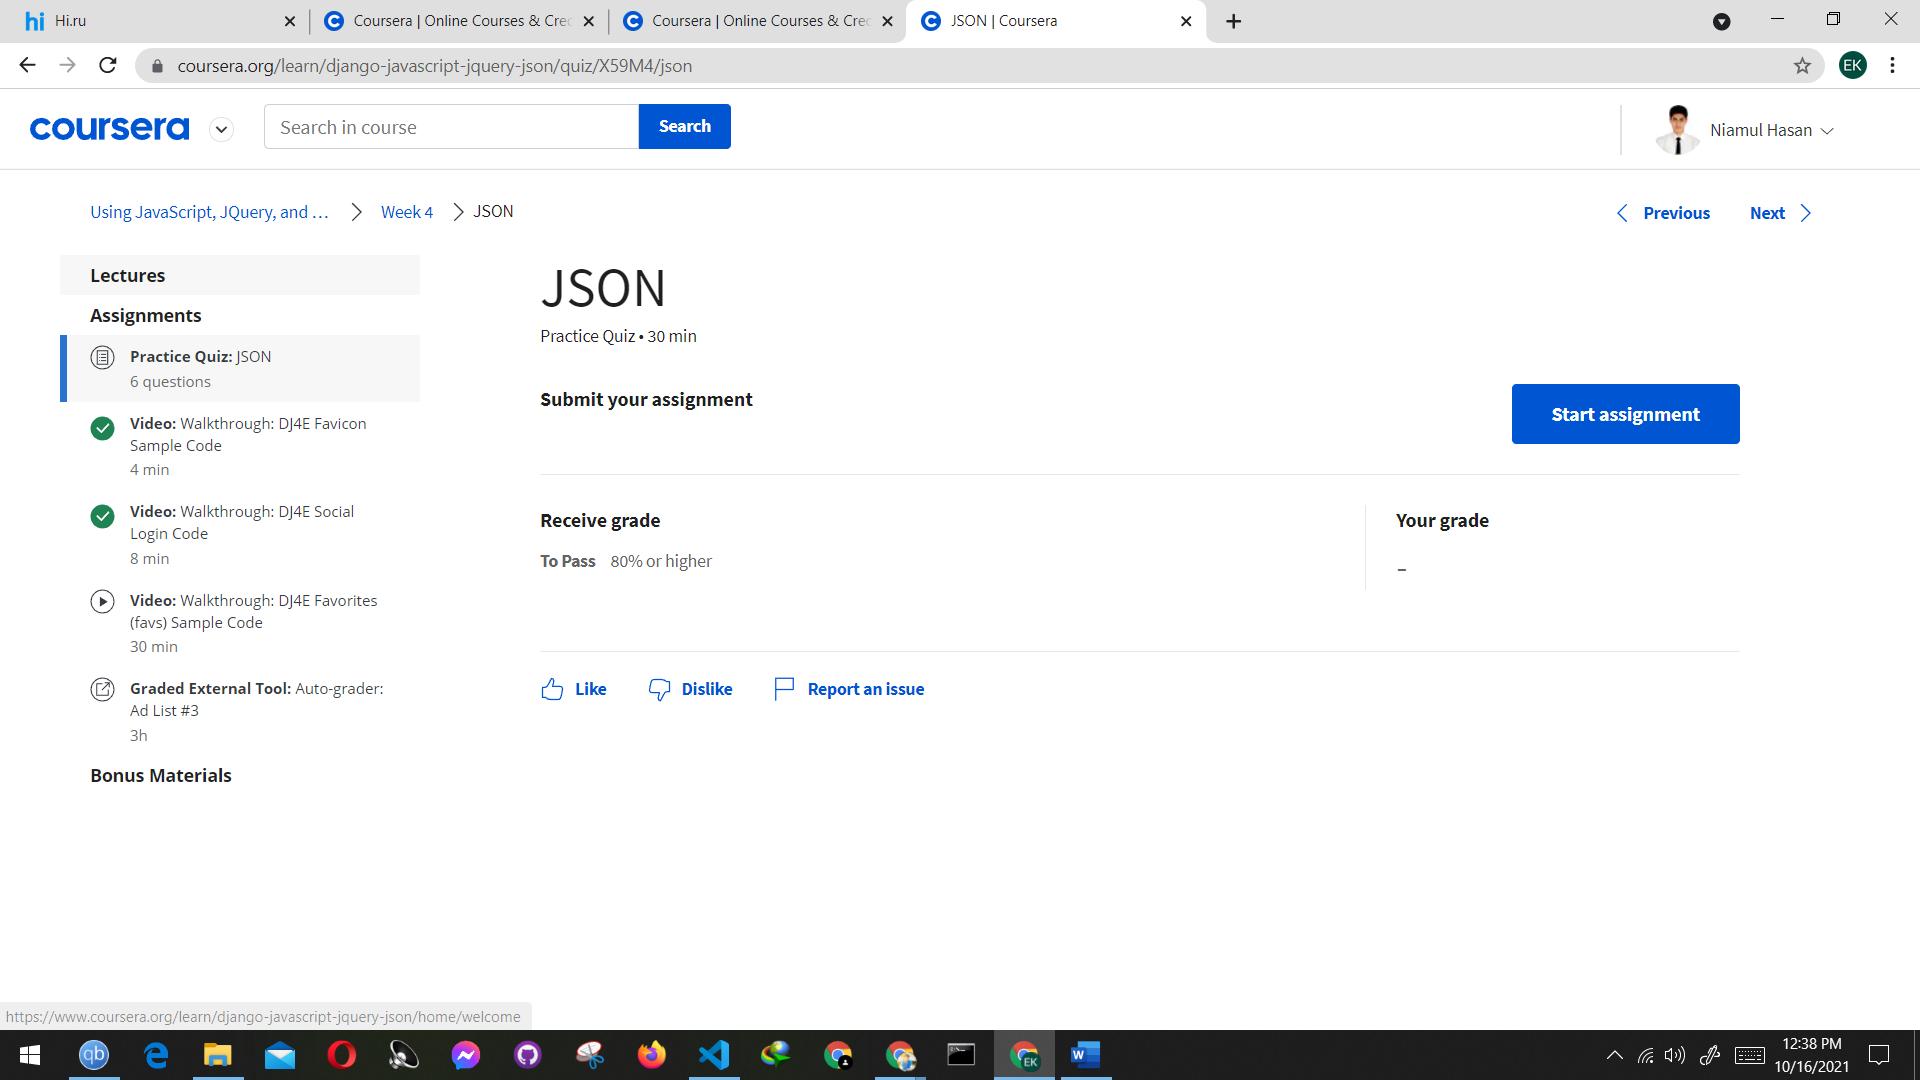 hi Hi.ru
Coursera | Online Courses & Cre
Coursera | Online Courses & Cre
JSON | Coursera
coursera.org/learn/django-javascript-jquery-json/quiz/X59M4/json
EK
coursera
Search in course
Search
Niamul Hasan
Using JavaScript, JQuery, and ...
Week 4
JSON
Previous
Next
Lectures
Assignments
Practice Quiz: JSON
6 questions
Video: Walkthrough: DJ4E Favicon
Sample Code
4 min
Video: Walkthrough: DJ4E Social
Login Code
8 min
Video: Walkthrough: DJ4E Favorites
(favs) Sample Code
30 min
Graded External Tool: Auto-grader:
Ad List #3
3h
Bonus Materials
JSON
Practice Quiz • 30 min
Submit your assignment
Start assignment
Receive grade
To Pass 80% or higher
Your grade
–
Like
Dislike
Report an issue
https://www.coursera.org/learn/django-javascript-jquery-json/home/welcome
qb
EK
W
12:38 PM
10/16/2021